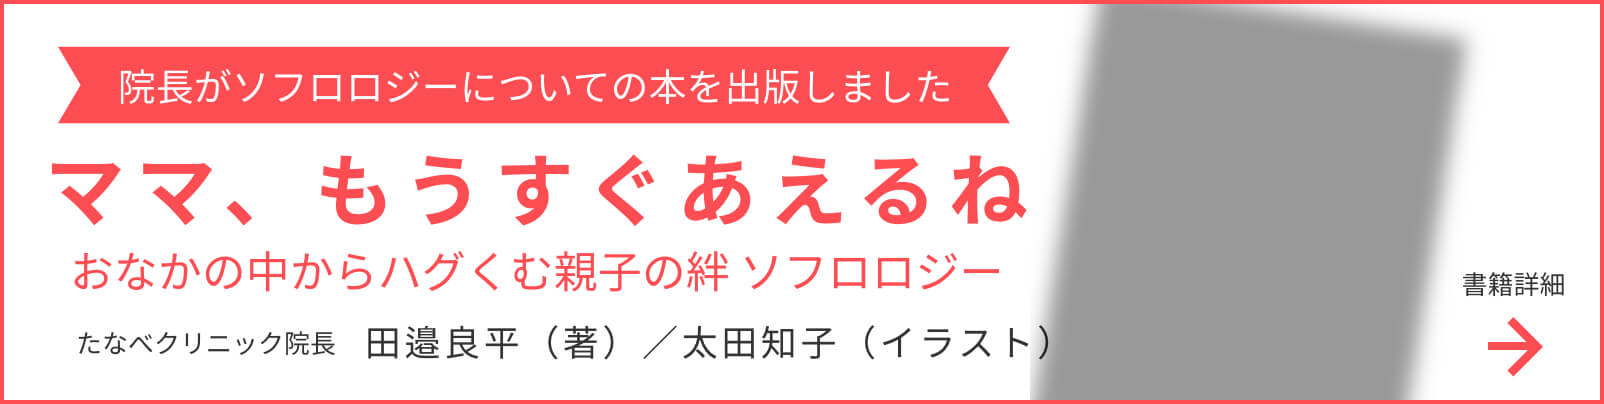 院長がソフロロジーについての本を出版しました
ママ、もうすぐあえるね
おなかの中からハグくむ親子の絆 ソフロロジー
たなべクリニック院長 田邉良平（著）／太田知子（イラスト）
書籍詳細